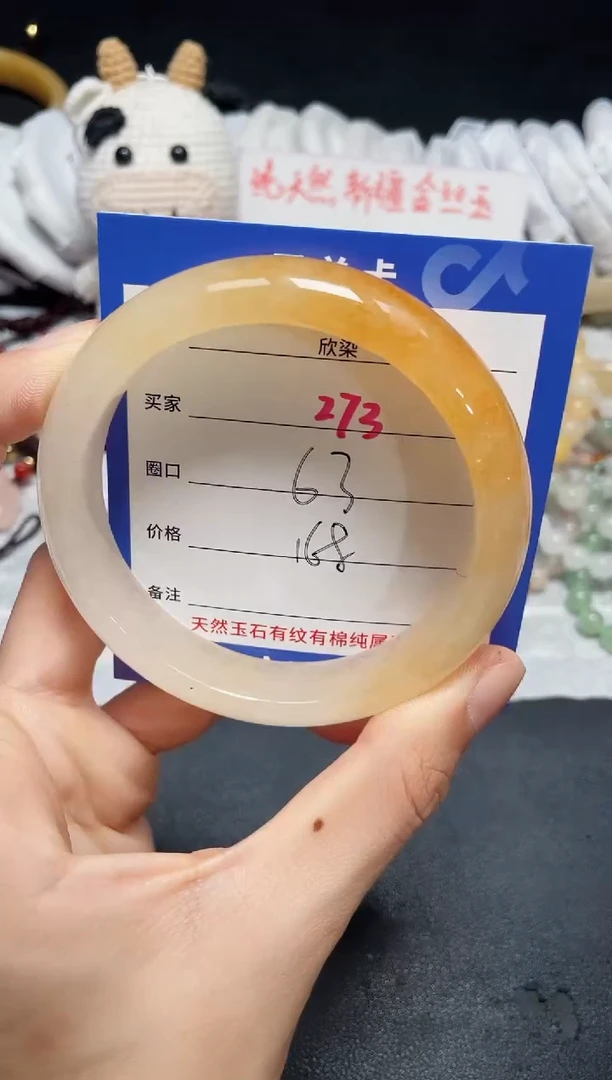 纯天然新疆金丝玉
欣染
买家 273
圈口 63
价格 168
备注
天然玉石有纹有棉纯属